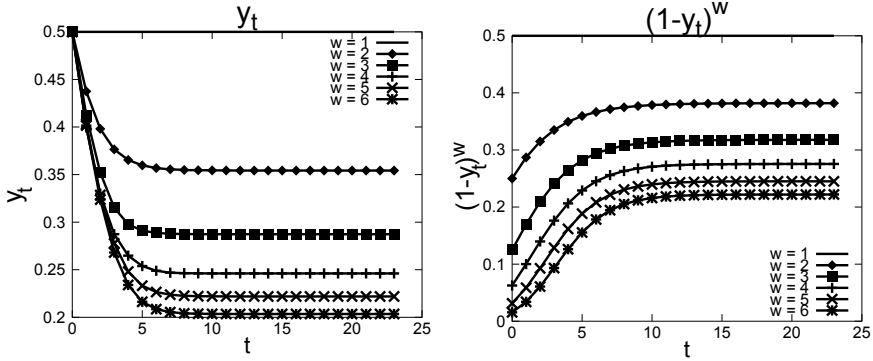 y_t
0.5
0.45
0.4
0.35
0.3
0.25
0.2
0 5 10 15 20 25
y_t
t
w = 1
w = 2
w = 3
w = 4
w = 5
w = 6
(1-y_t)^w
0.5
0.4
0.3
0.2
0.1
0
0 5 10 15 20 25
(1-y_t)^w
t
w = 1
w = 2
w = 3
w = 4
w = 5
w = 6